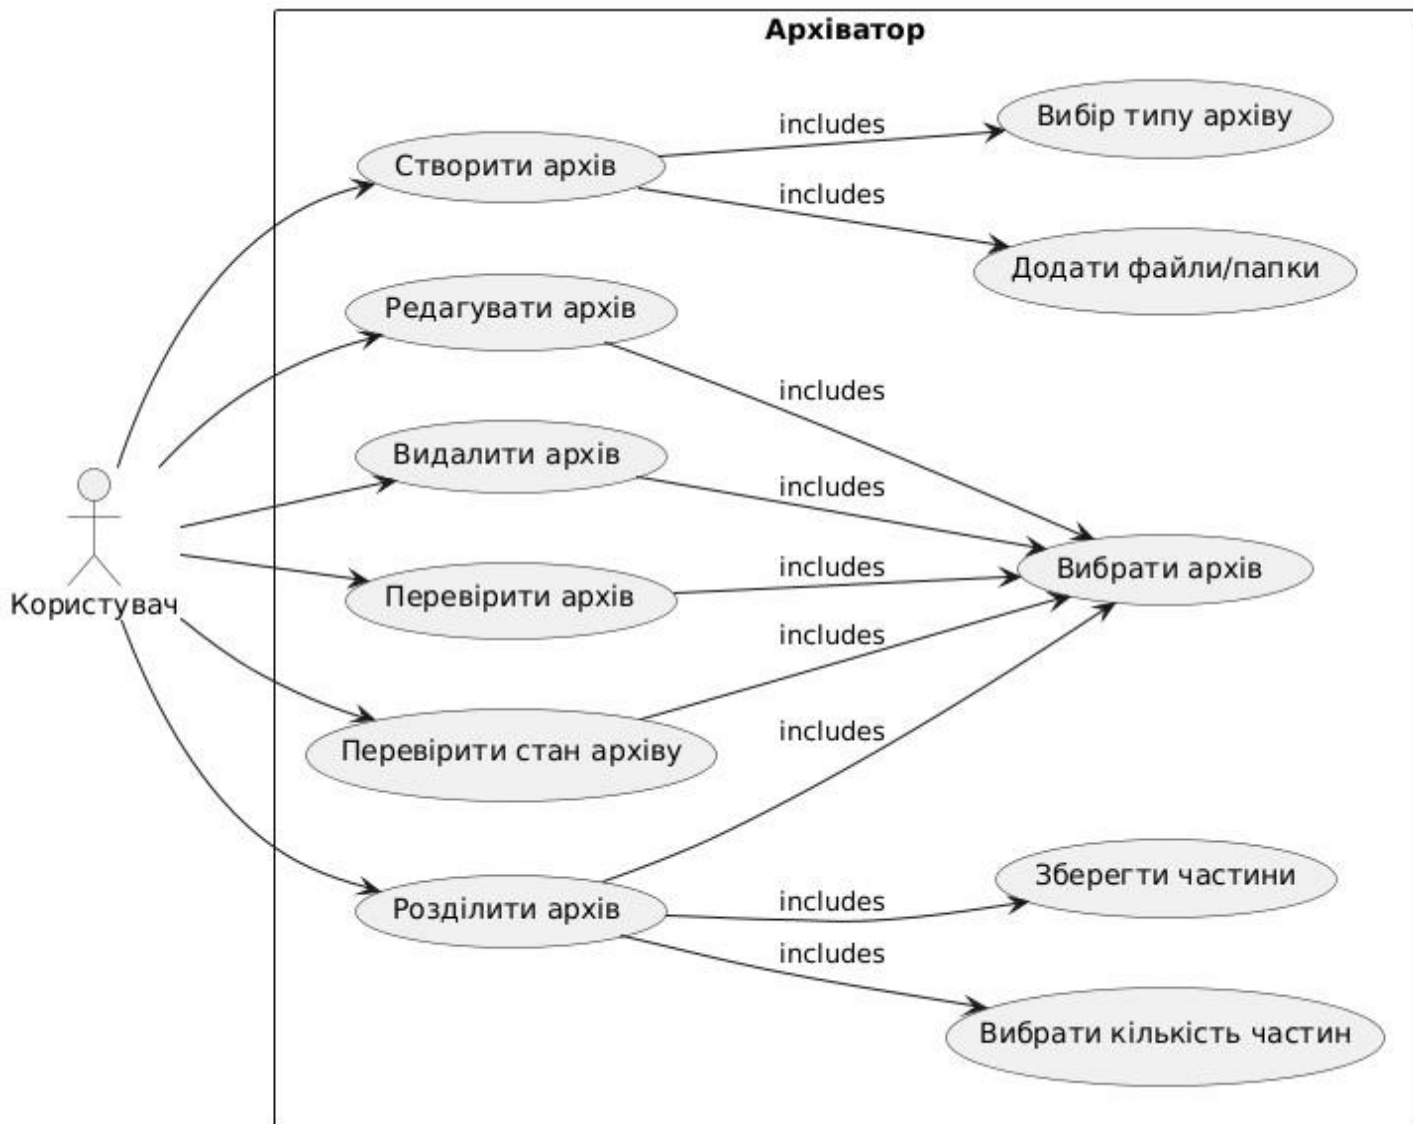 Архіватор
includes
Вибір типу архіву
Створити архів
includes
Додати файли/папки
Редагувати архів
includes
Видалити архів
includes
Вибрати архів
includes
Перевірити архів
Користувач
includes
Перевірити стан архіву
includes
Зберегти частини
includes
Розділити архів
includes
Вибрати кількість частин